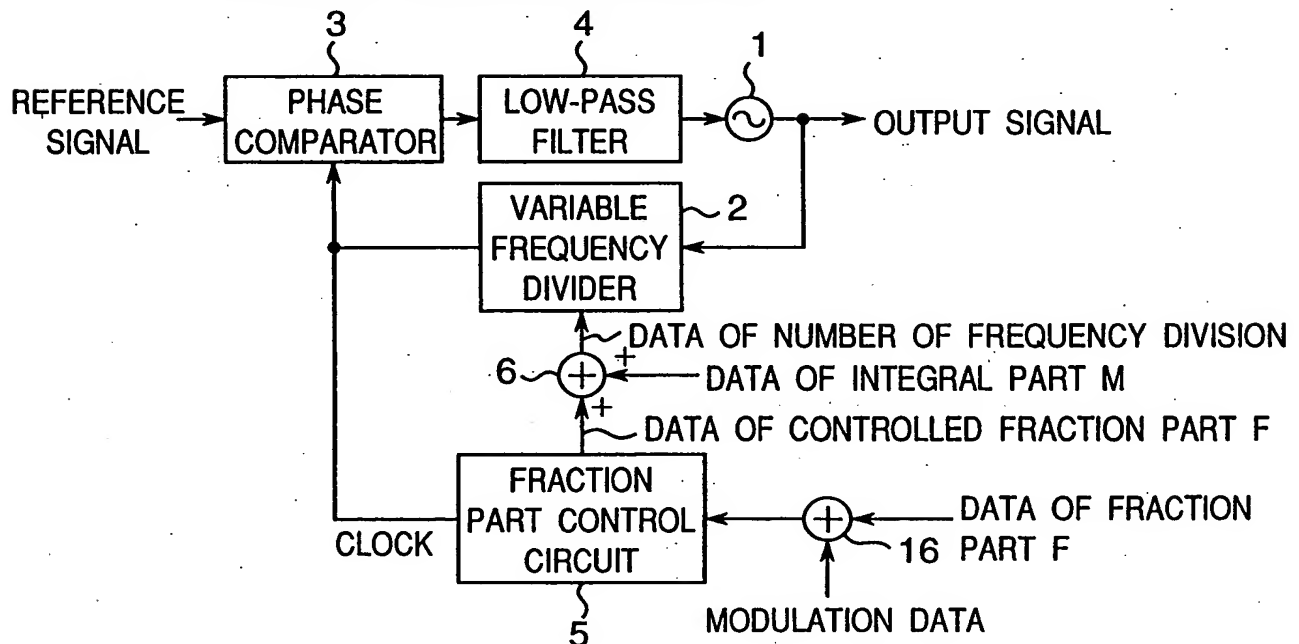 3
4
1
REFERENCE
SIGNAL
PHASE
COMPARATOR
LOW-PASS
FILTER
OUTPUT SIGNAL
VARIABLE
FREQUENCY
DIVIDER
2
DATA OF NUMBER OF FREQUENCY DIVISION
6
+
+
DATA OF INTEGRAL PART M
+
DATA OF CONTROLLED FRACTION PART F
FRACTION
PART CONTROL
CIRCUIT
CLOCK
+
DATA OF FRACTION
PART F
16
5
MODULATION DATA